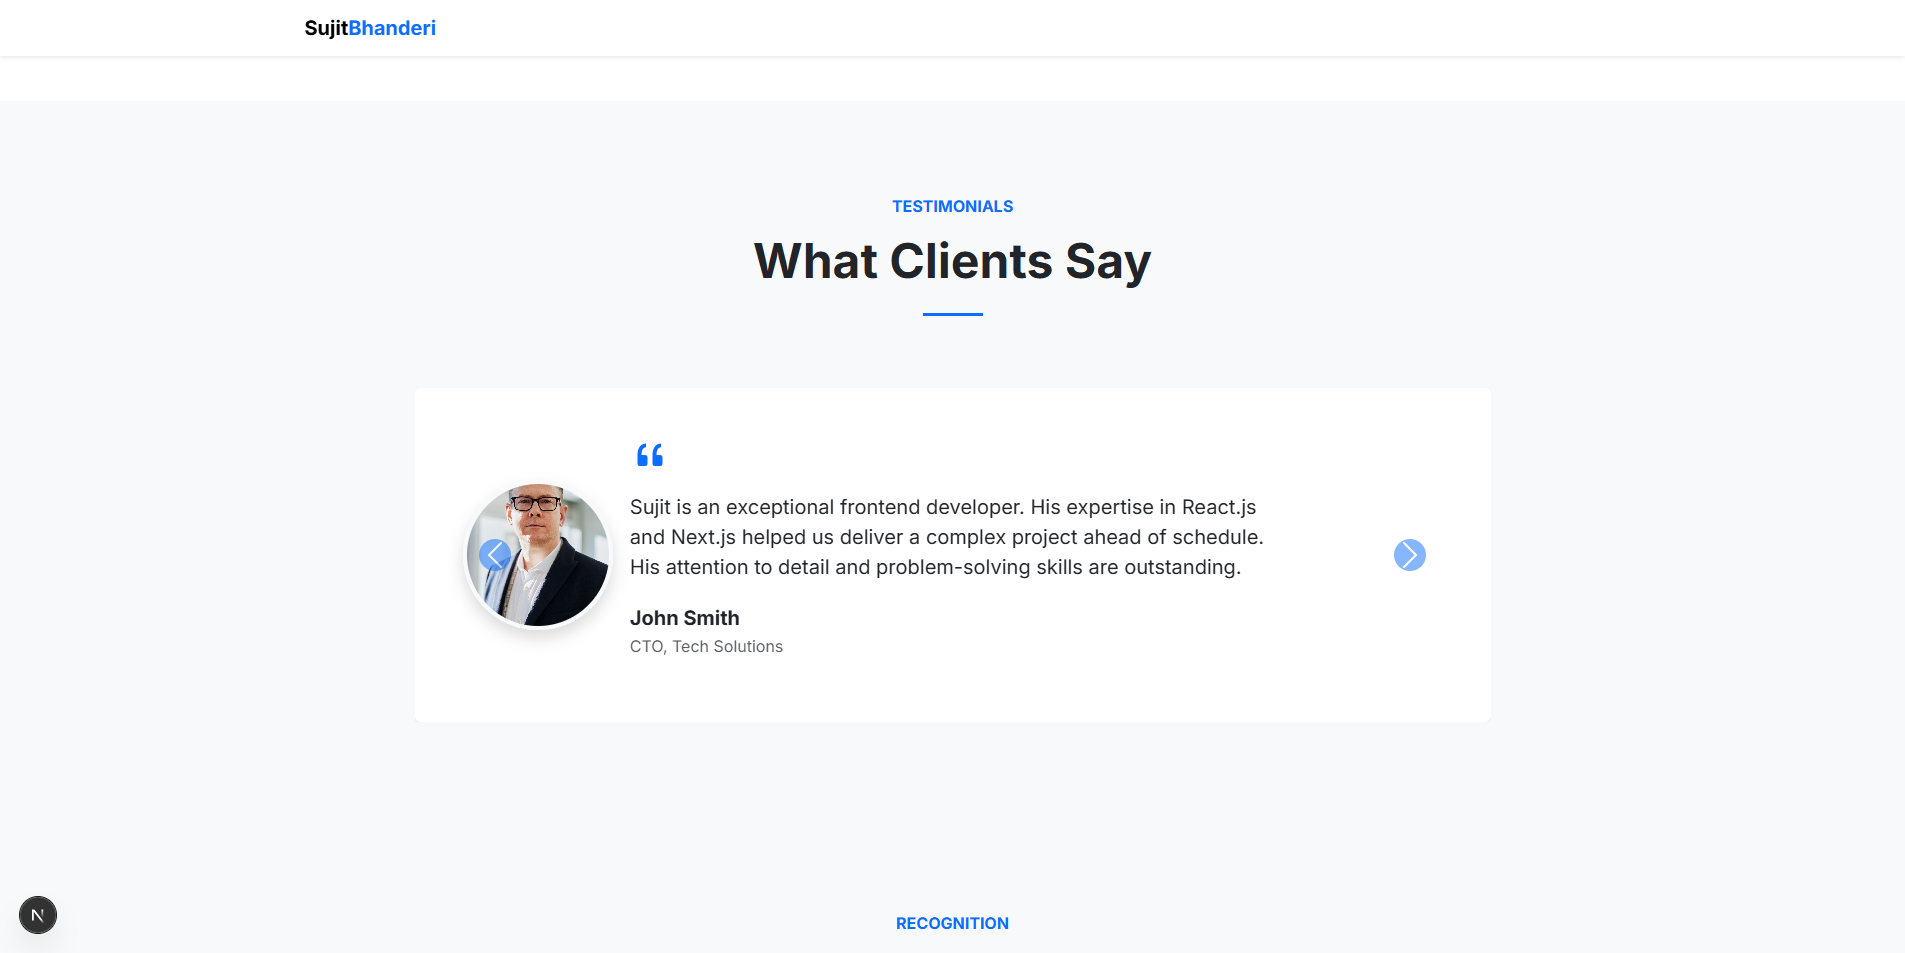 SujitBhanderi
TESTIMONIALS
What Clients Say
Sujit is an exceptional frontend developer. His expertise in React.js
and Next.js helped us deliver a complex project ahead of schedule.
His attention to detail and problem-solving skills are outstanding.
John Smith
CTO, Tech Solutions
N
RECOGNITION